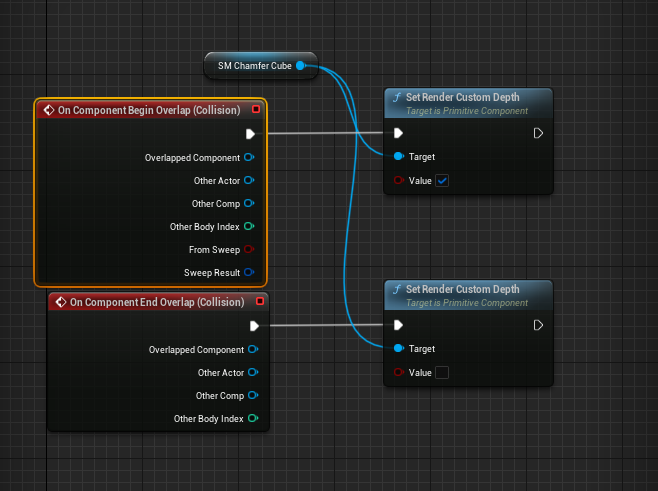 SM Chamfer Cube
On Component Begin Overlap (Collision)
Overlapped Component
Other Actor
Other Comp
Other Body Index
From Sweep
Sweep Result
f Set Render Custom Depth
Target is Primitive Component
Target
Value
On Component End Overlap (Collision)
Overlapped Component
Other Actor
Other Comp
Other Body Index
f Set Render Custom Depth
Target is Primitive Component
Target
Value